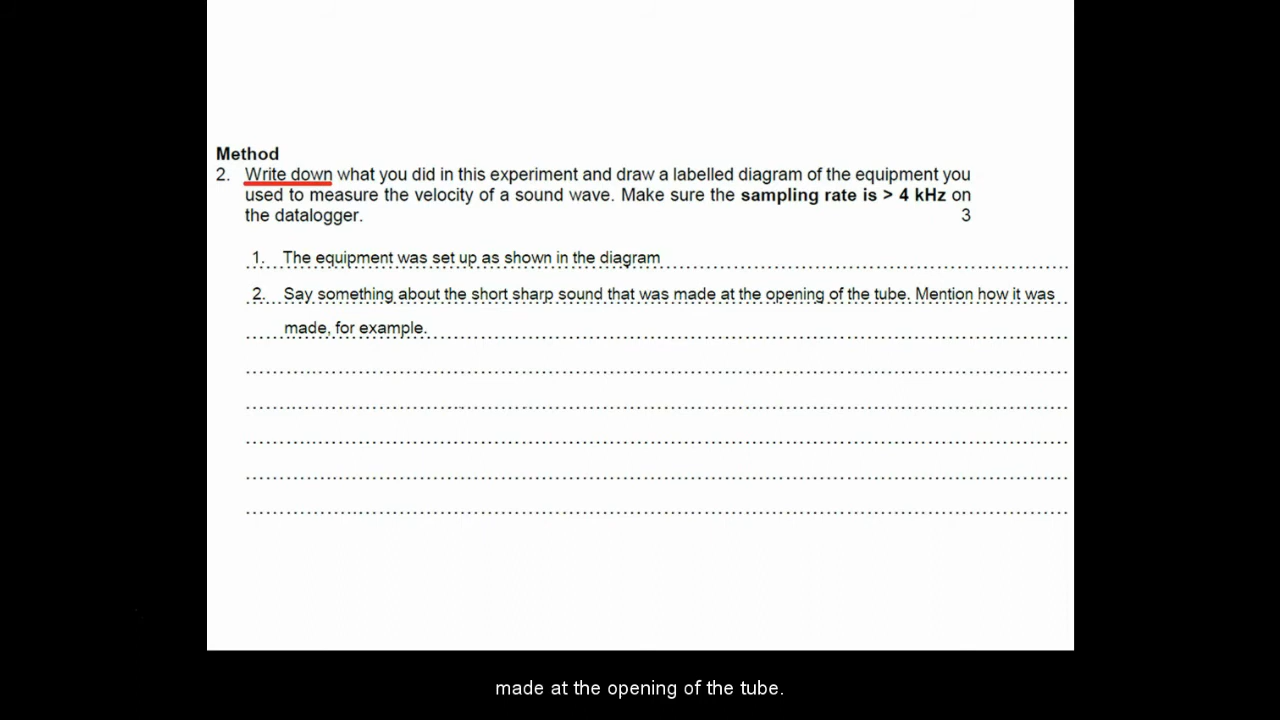 Method
2. Write down what you did in this experiment and draw a labelled diagram of the equipment you
used to measure the velocity of a sound wave. Make sure the sampling rate is > 4 kHz on
the datalogger. 3
1. The equipment was set up as shown in the diagram
2. Say something about the short sharp sound that was made at the opening of the tube. Mention how it was
made, for example.
made at the opening of the tube.